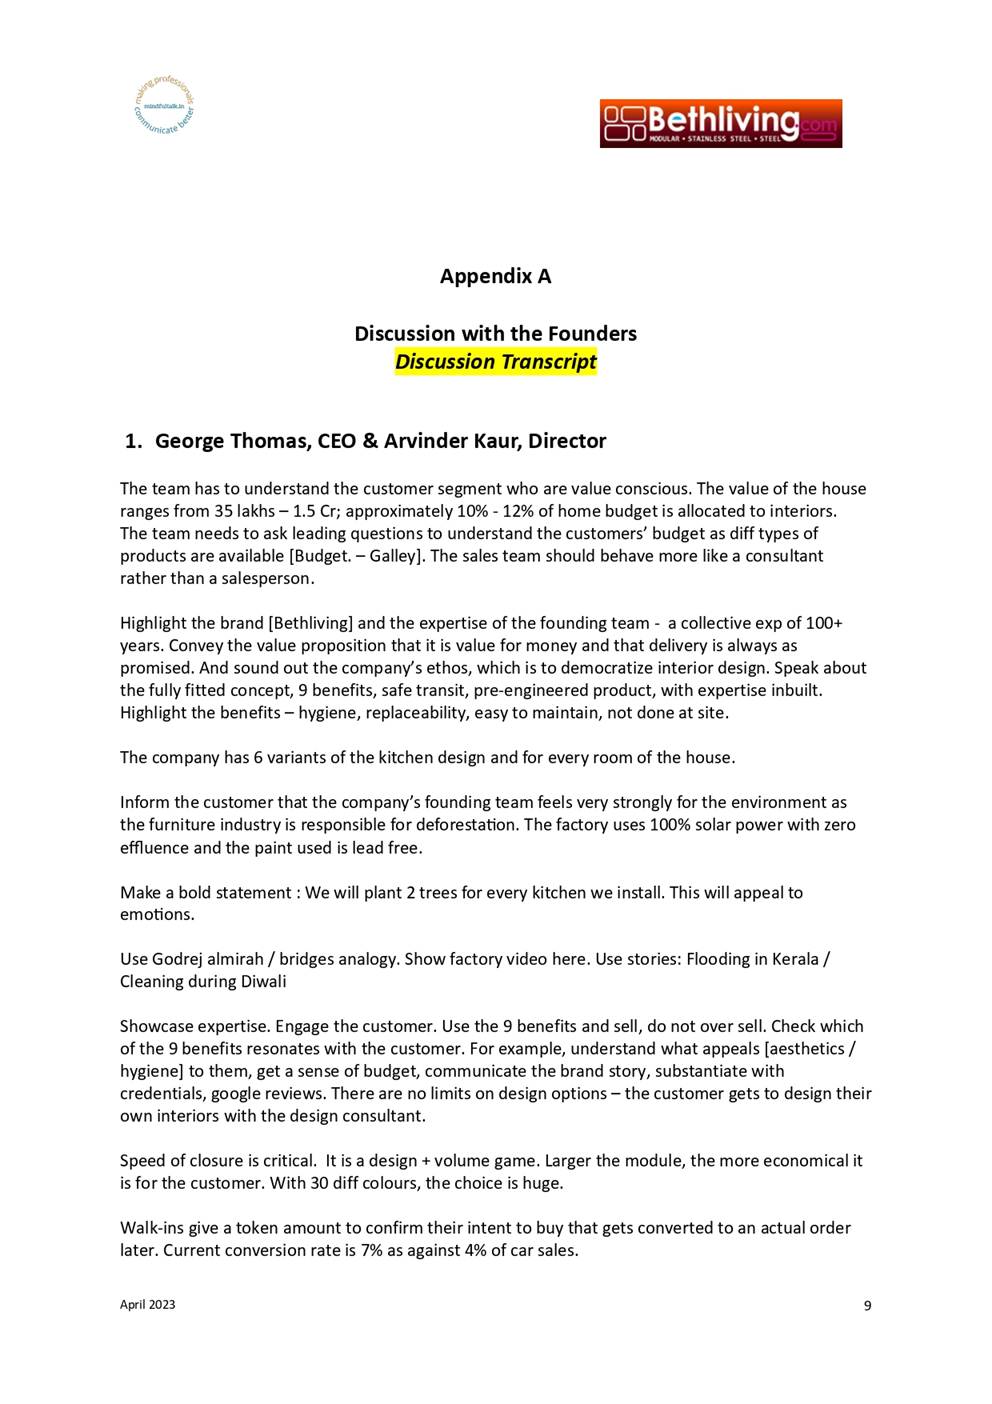 making professionals
mindfultalk.in
communicate better
Bethliving.com
MODULAR • STAINLESS STEEL • STEEL
Appendix A
Discussion with the Founders
Discussion Transcript
1. George Thomas, CEO & Arvinder Kaur, Director
The team has to understand the customer segment who are value conscious. The value of the house
ranges from 35 lakhs – 1.5 Cr; approximately 10% - 12% of home budget is allocated to interiors.
The team needs to ask leading questions to understand the customers’ budget as diff types of
products are available [Budget. – Galley]. The sales team should behave more like a consultant
rather than a salesperson.
Highlight the brand [Bethliving] and the expertise of the founding team -  a collective exp of 100+
years. Convey the value proposition that it is value for money and that delivery is always as
promised. And sound out the company’s ethos, which is to democratize interior design. Speak about
the fully fitted concept, 9 benefits, safe transit, pre-engineered product, with expertise inbuilt.
Highlight the benefits – hygiene, replaceability, easy to maintain, not done at site.
The company has 6 variants of the kitchen design and for every room of the house.
Inform the customer that the company’s founding team feels very strongly for the environment as
the furniture industry is responsible for deforestation. The factory uses 100% solar power with zero
effluence and the paint used is lead free.
Make a bold statement : We will plant 2 trees for every kitchen we install. This will appeal to
emotions.
Use Godrej almirah / bridges analogy. Show factory video here. Use stories: Flooding in Kerala /
Cleaning during Diwali
Showcase expertise. Engage the customer. Use the 9 benefits and sell, do not over sell. Check which
of the 9 benefits resonates with the customer. For example, understand what appeals [aesthetics /
hygiene] to them, get a sense of budget, communicate the brand story, substantiate with
credentials, google reviews. There are no limits on design options – the customer gets to design their
own interiors with the design consultant.
Speed of closure is critical.  It is a design + volume game. Larger the module, the more economical it
is for the customer. With 30 diff colours, the choice is huge.
Walk-ins give a token amount to confirm their intent to buy that gets converted to an actual order
later. Current conversion rate is 7% as against 4% of car sales.
April 2023
9